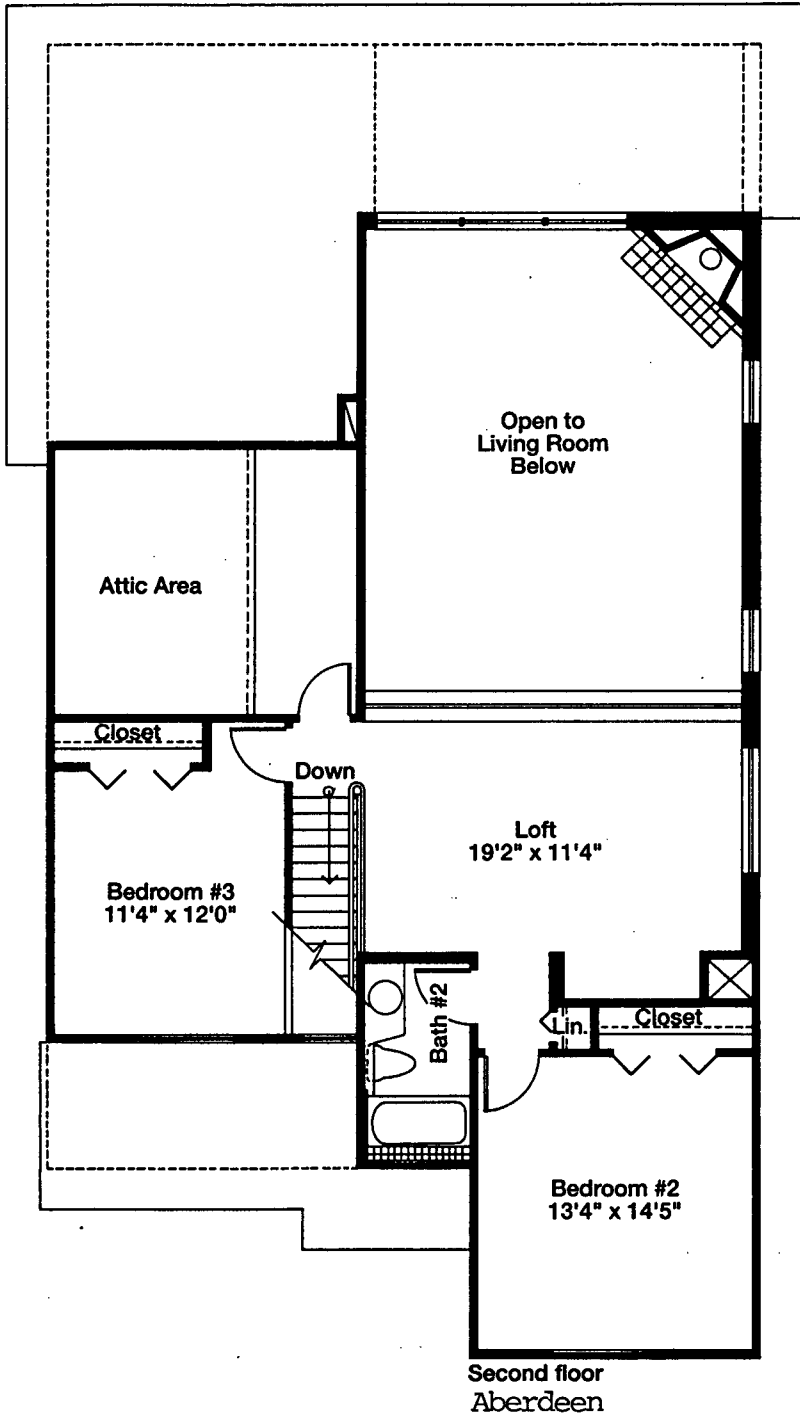 Open to
Living Room
Below
Attic Area
Closet
Down
Loft
19'2" x 11'4"
Bedroom #3
11'4" x 12'0"
Bath #2
Lin.
Closet
Bedroom #2
13'4" x 14'5"
Second floor
Aberdeen